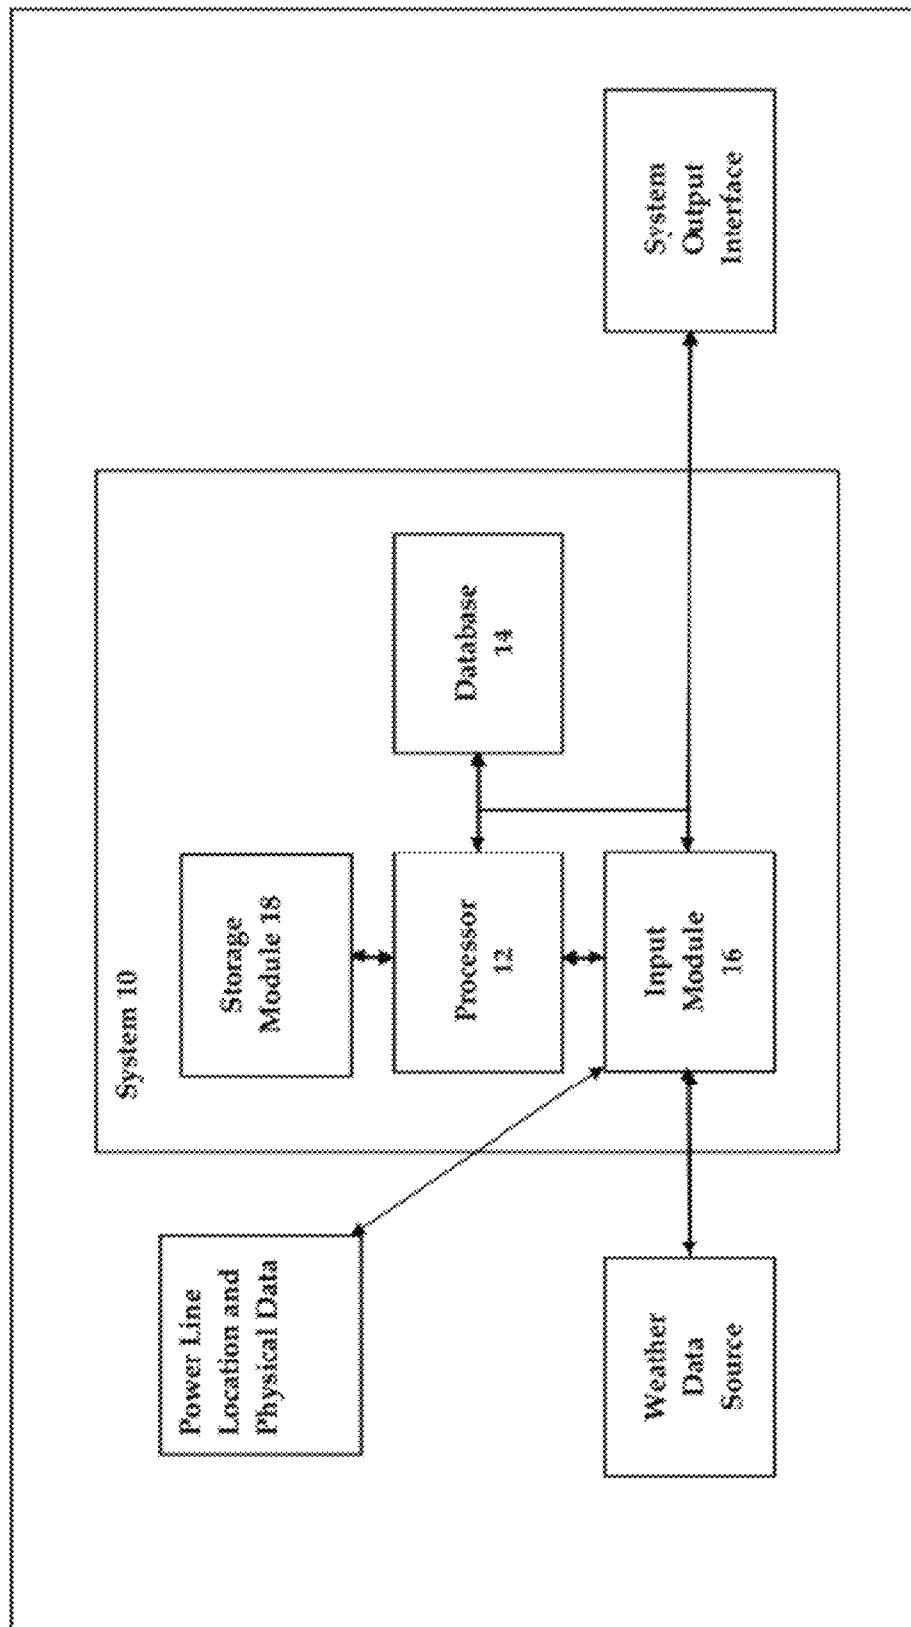 System 10
Power Line
Location and
Physical Data
Storage
Module 18
Processor
12
Database
14
Weather
Data
Source
Input
Module
16
System
Output
Interface